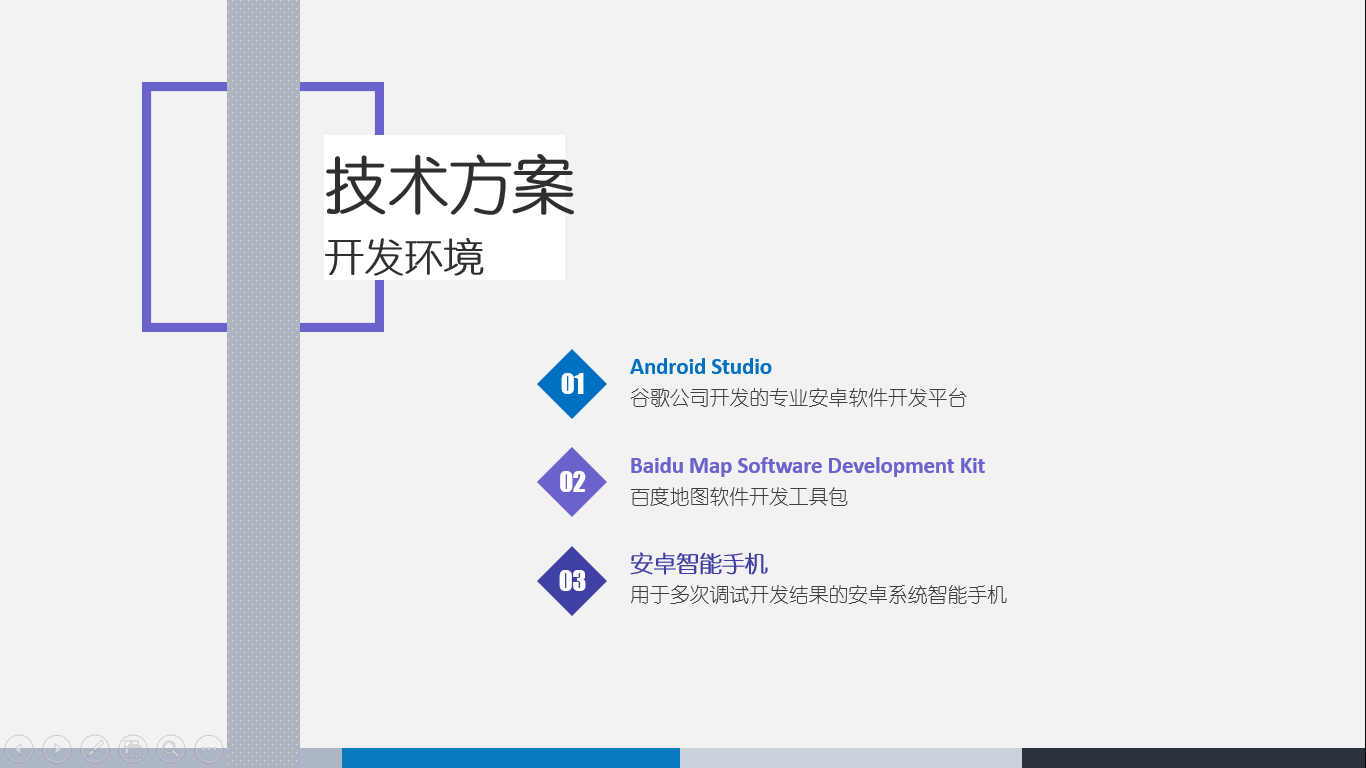 技术方案
开发环境
01
Android Studio
谷歌公司开发的专业安卓软件开发平台
02
Baidu Map Software Development Kit
百度地图软件开发工具包
03
安卓智能手机
用于多次调试开发结果的安卓系统智能手机